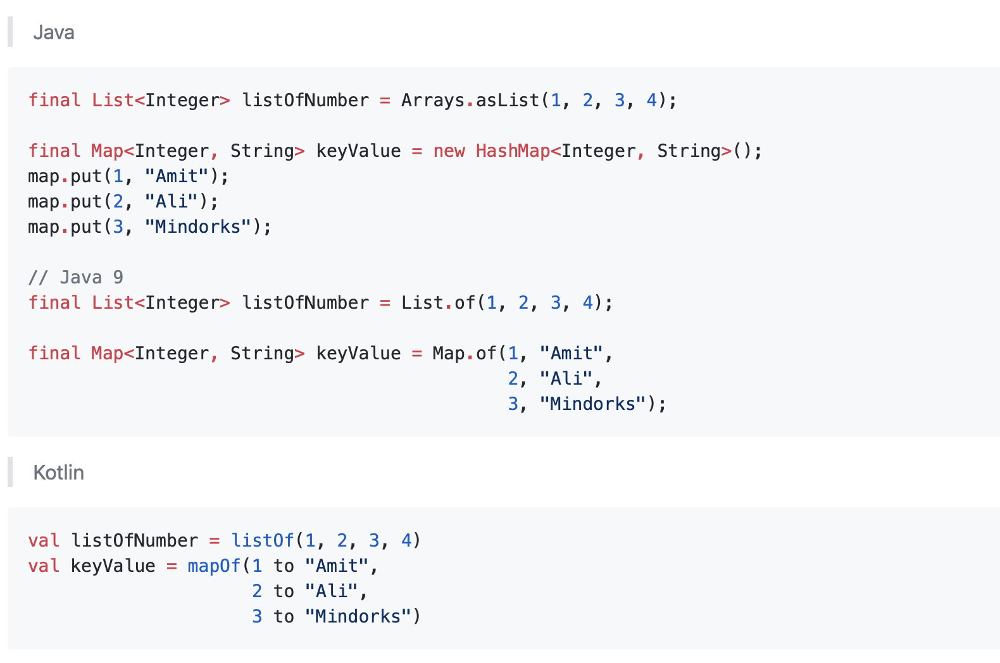 Java
final List<Integer> listOfNumber = Arrays.asList(1, 2, 3, 4);
final Map<Integer, String> keyValue = new HashMap<Integer, String>();
map.put(1, "Amit");
map.put(2, "Ali");
map.put(3, "Mindorks");
// Java 9
final List<Integer> listOfNumber = List.of(1, 2, 3, 4);
final Map<Integer, String> keyValue = Map.of(1, "Amit",
2, "Ali",
3, "Mindorks");
Kotlin
val listOfNumber = listOf(1, 2, 3, 4)
val keyValue = mapOf(1 to "Amit",
2 to "Ali",
3 to "Mindorks")